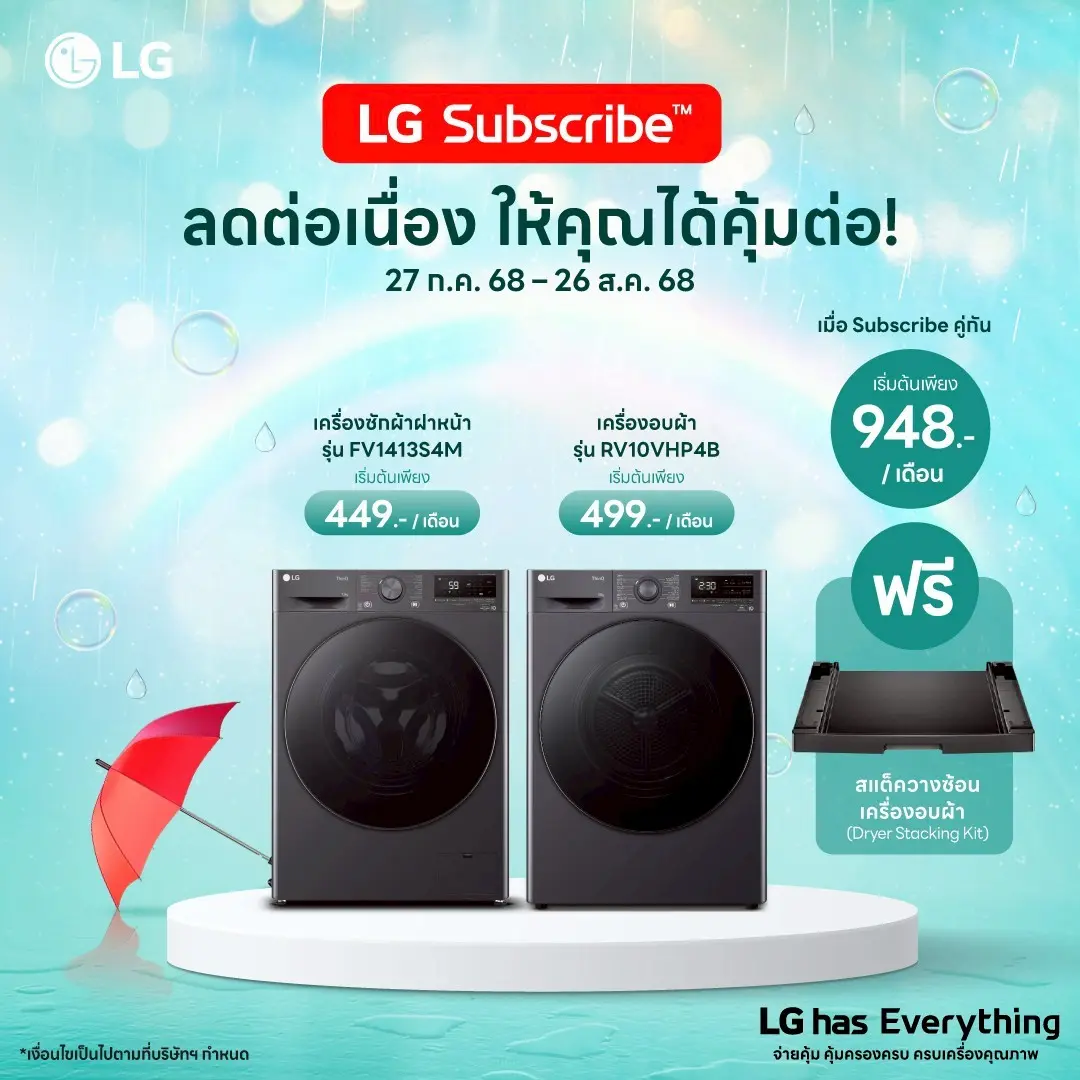 LG
LG Subscribe™
ลดต่อเนื่อง ให้คุณได้คุ้มต่อ!
27 ก.ค. 68 – 26 ส.ค. 68
เมื่อ Subscribe คู่กัน
เริ่มต้นเพียง
948.-
/ เดือน
เครื่องซักผ้าฝาหน้า
รุ่น FV1413S4M
เริ่มต้นเพียง
449.- / เดือน
เครื่องอบผ้า
รุ่น RV10VHP4B
เริ่มต้นเพียง
499.- / เดือน
ฟรี
สแต็ควางซ้อน
เครื่องอบผ้า
(Dryer Stacking Kit)
LG ThinQ 59
LG ThinQ 2:30
LG has Everything
จ่ายคุ้ม คุ้มครองครบ ครบเครื่องคุณภาพ
*เงื่อนไขเป็นไปตามที่บริษัทฯ กำหนด